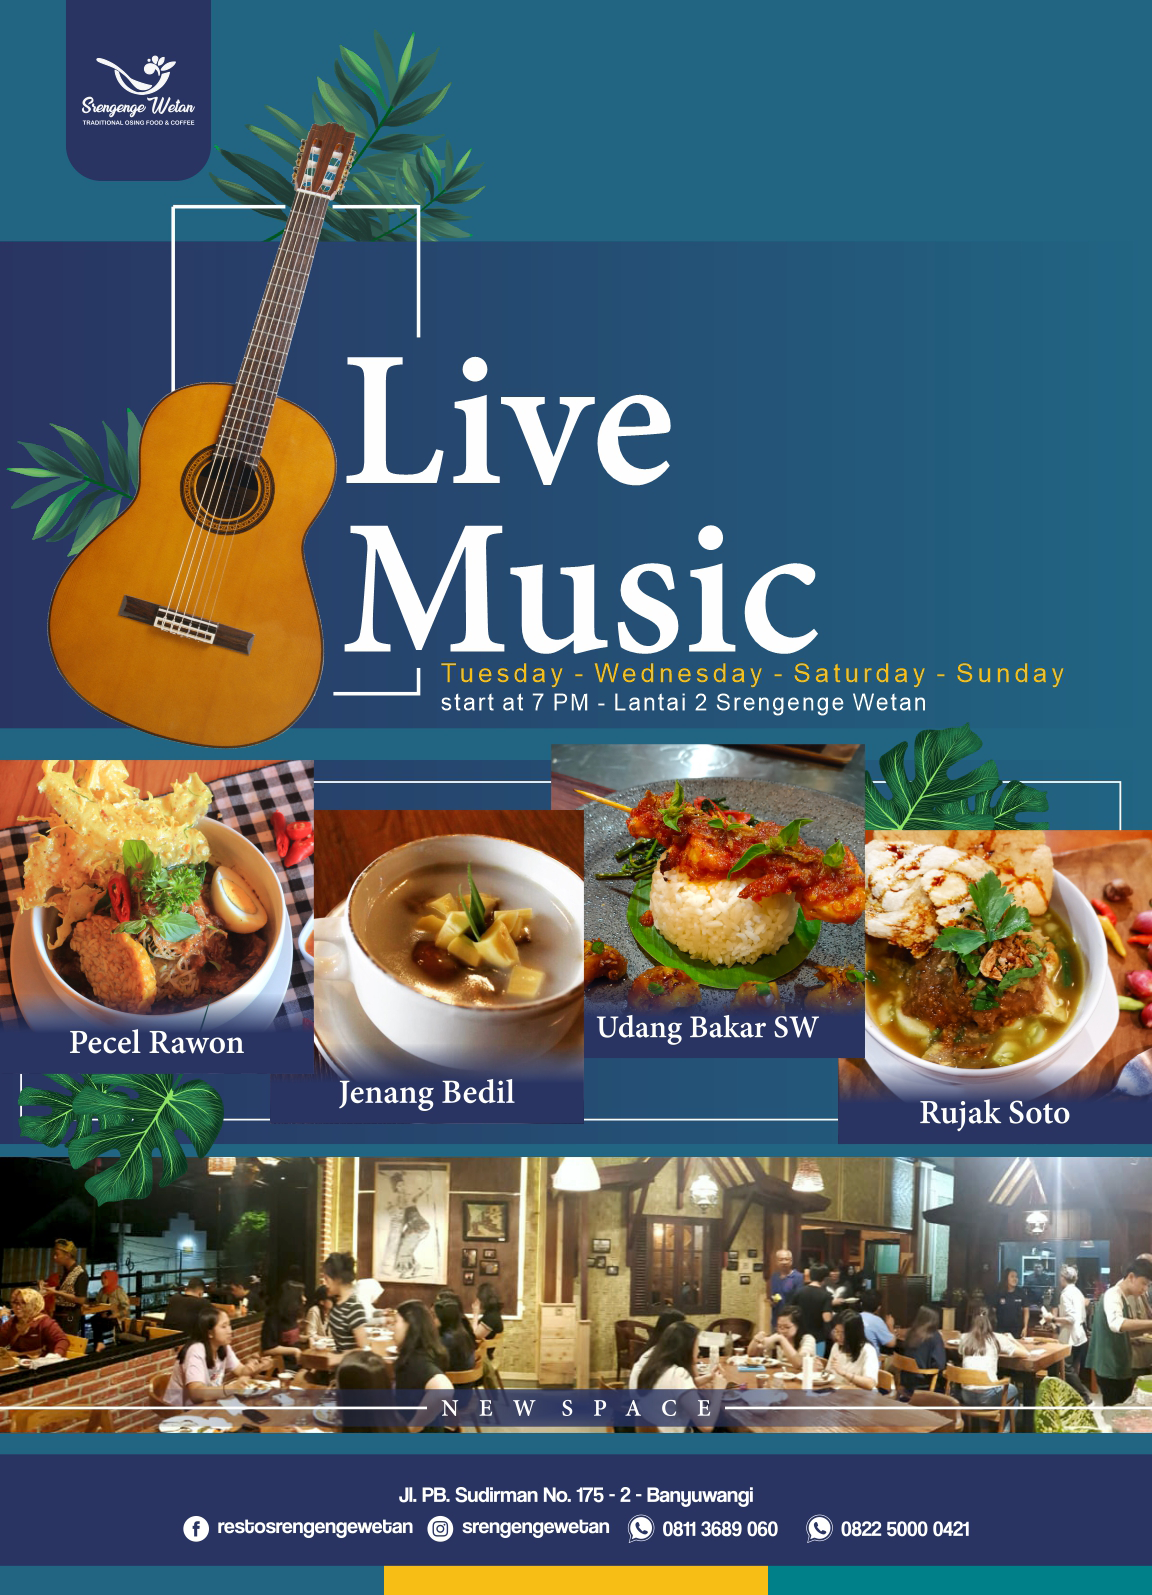 Srengenge Wetan
TRADITIONAL OSING FOOD & COFFEE
Live
Music
Tuesday - Wednesday - Saturday - Sunday
start at 7 PM - Lantai 2 Srengenge Wetan
Pecel Rawon
Jenang Bedil
Udang Bakar SW
Rujak Soto
NEW SPACE
Jl. PB. Sudirman No. 175 - 2 - Banyuwangi
restosrengengewetan srengengewetan 0811 3689 060 0822 5000 0421